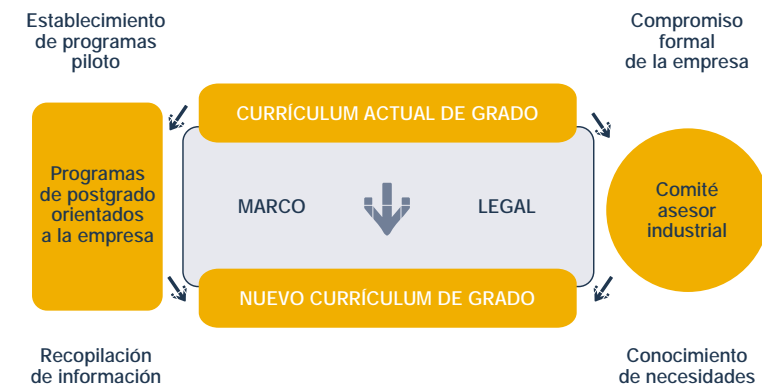 Establecimiento
de programas
piloto
Compromiso
formal
de la empresa
CURRÍCULUM ACTUAL DE GRADO
Programas
de postgrado
orientados
a la empresa
MARCO
LEGAL
Comité
asesor
industrial
NUEVO CURRÍCULUM DE GRADO
Recopilación
de información
Conocimiento
de necesidades